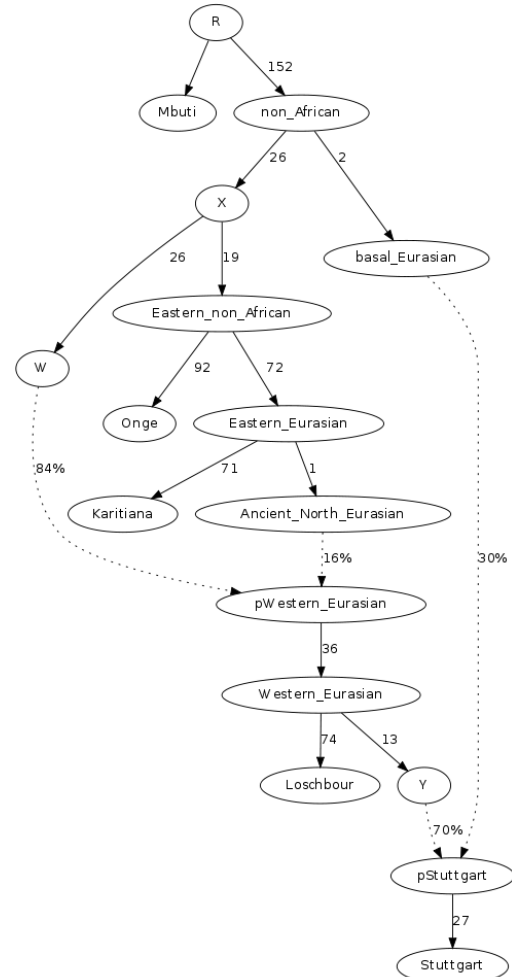 R
152
Mbuti
non_African
26
2
X
26
19
basal_Eurasian
Eastern_non_African
W
92
72
Onge
Eastern_Eurasian
84%
71
1
Karitiana
Ancient_North_Eurasian
16%
30%
pWestern_Eurasian
36
Western_Eurasian
74
13
Loschbour
Y
70%
pStuttgart
27
Stuttgart